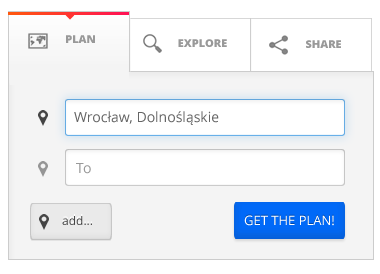 PLAN EXPLORE SHARE
Wrocław, Dolnośląskie
To
add... GET THE PLAN!